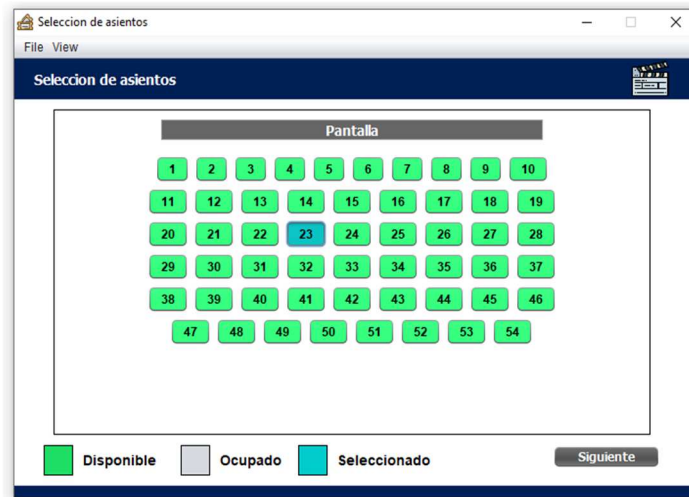 Seleccion de asientos
File View
Seleccion de asientos
Pantalla
1 2 3 4 5 6 7 8 9 10
11 12 13 14 15 16 17 18 19
20 21 22 23 24 25 26 27 28
29 30 31 32 33 34 35 36 37
38 39 40 41 42 43 44 45 46
47 48 49 50 51 52 53 54
Disponible Ocupado Seleccionado Siguiente